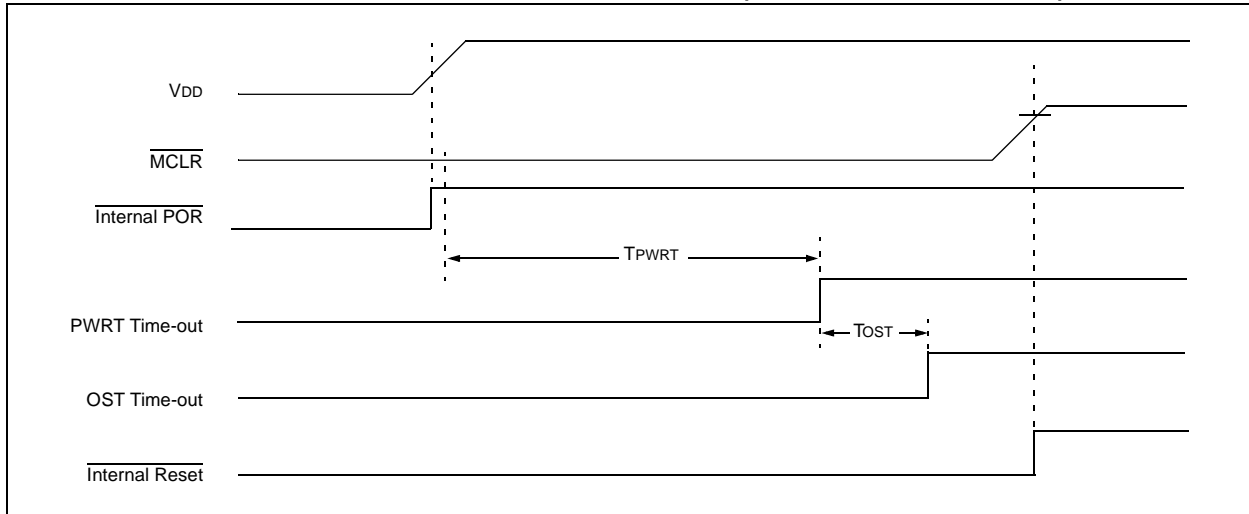 VDD
MCLR
Internal POR
TPWRT
PWRT Time-out
TOST
OST Time-out
Internal Reset